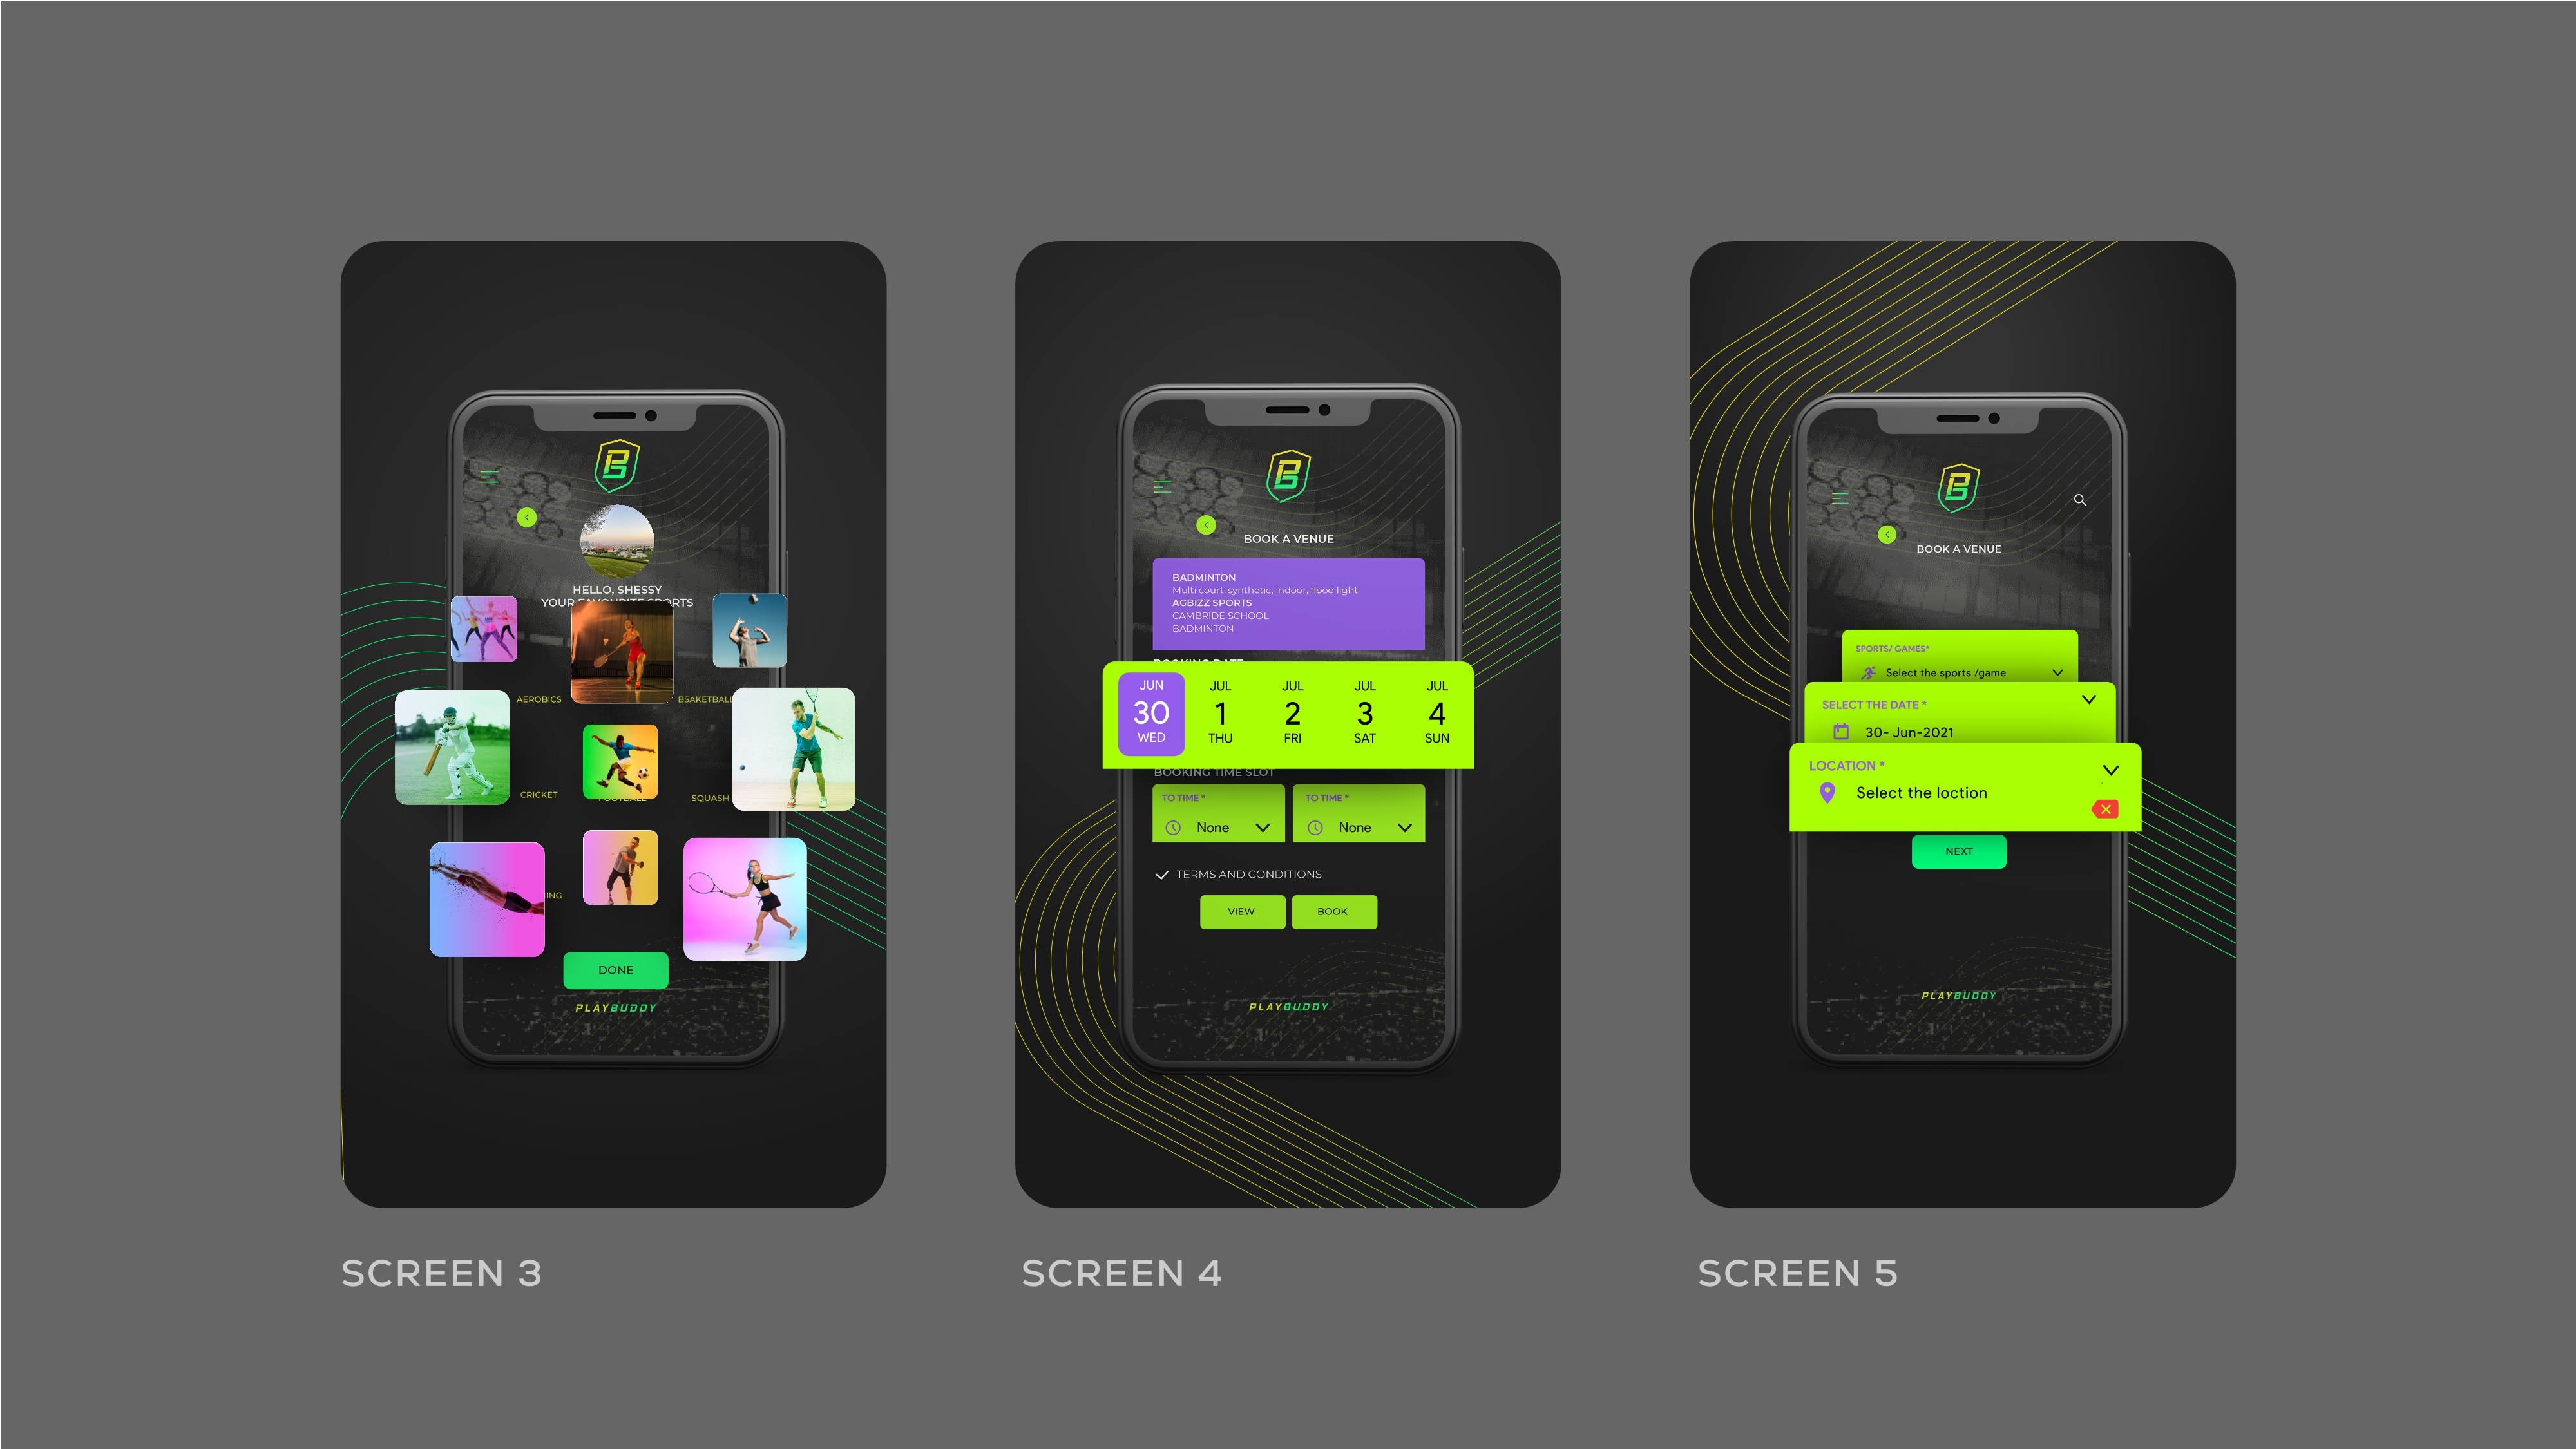 HELLO, SHESSY
YOUR FAVOURITE SPORTS
AEROBICS
BSAKETBALL
CRICKET
FOOTBALL
SQUASH
ING
DONE
PLAYBUDDY
SCREEN 3
BOOK A VENUE
BADMINTON
Multi court, synthetic, indoor, flood light
AGBIZZ SPORTS
CAMBRIDE SCHOOL
BADMINTON
BOOKING DATE
JUN 30 WED
JUL 1 THU
JUL 2 FRI
JUL 3 SAT
JUL 4 SUN
BOOKING TIME SLOT
TO TIME *
None
TO TIME *
None
TERMS AND CONDITIONS
VIEW
BOOK
PLAYBUDDY
SCREEN 4
BOOK A VENUE
SPORTS/ GAMES*
Select the sports /game
SELECT THE DATE *
30- Jun-2021
LOCATION *
Select the loction
NEXT
PLAYBUDDY
SCREEN 5